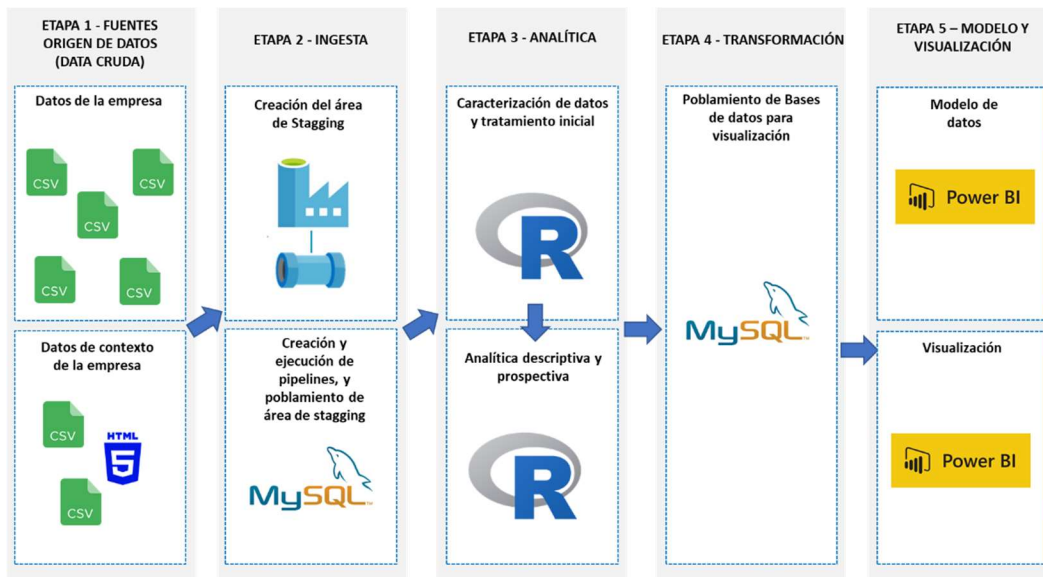 ETAPA 1 - FUENTES
ORIGEN DE DATOS
(DATA CRUDA)
Datos de la empresa
CSV
CSV
CSV
CSV
CSV
Datos de contexto
de la empresa
CSV
HTML
5
CSV
ETAPA 2 - INGESTA
Creación del área
de Stagging
Creación y
ejecución de
pipelines, y
poblamiento de
área de stagging
MySQL
ETAPA 3 - ANALÍTICA
Caracterización de datos
y tratamiento inicial
R
Analítica descriptiva y
prospectiva
R
ETAPA 4 - TRANSFORMACIÓN
Poblamiento de Bases
de datos para
visualización
MySQL
ETAPA 5 – MODELO Y
VISUALIZACIÓN
Modelo de
datos
Power BI
Visualización
Power BI